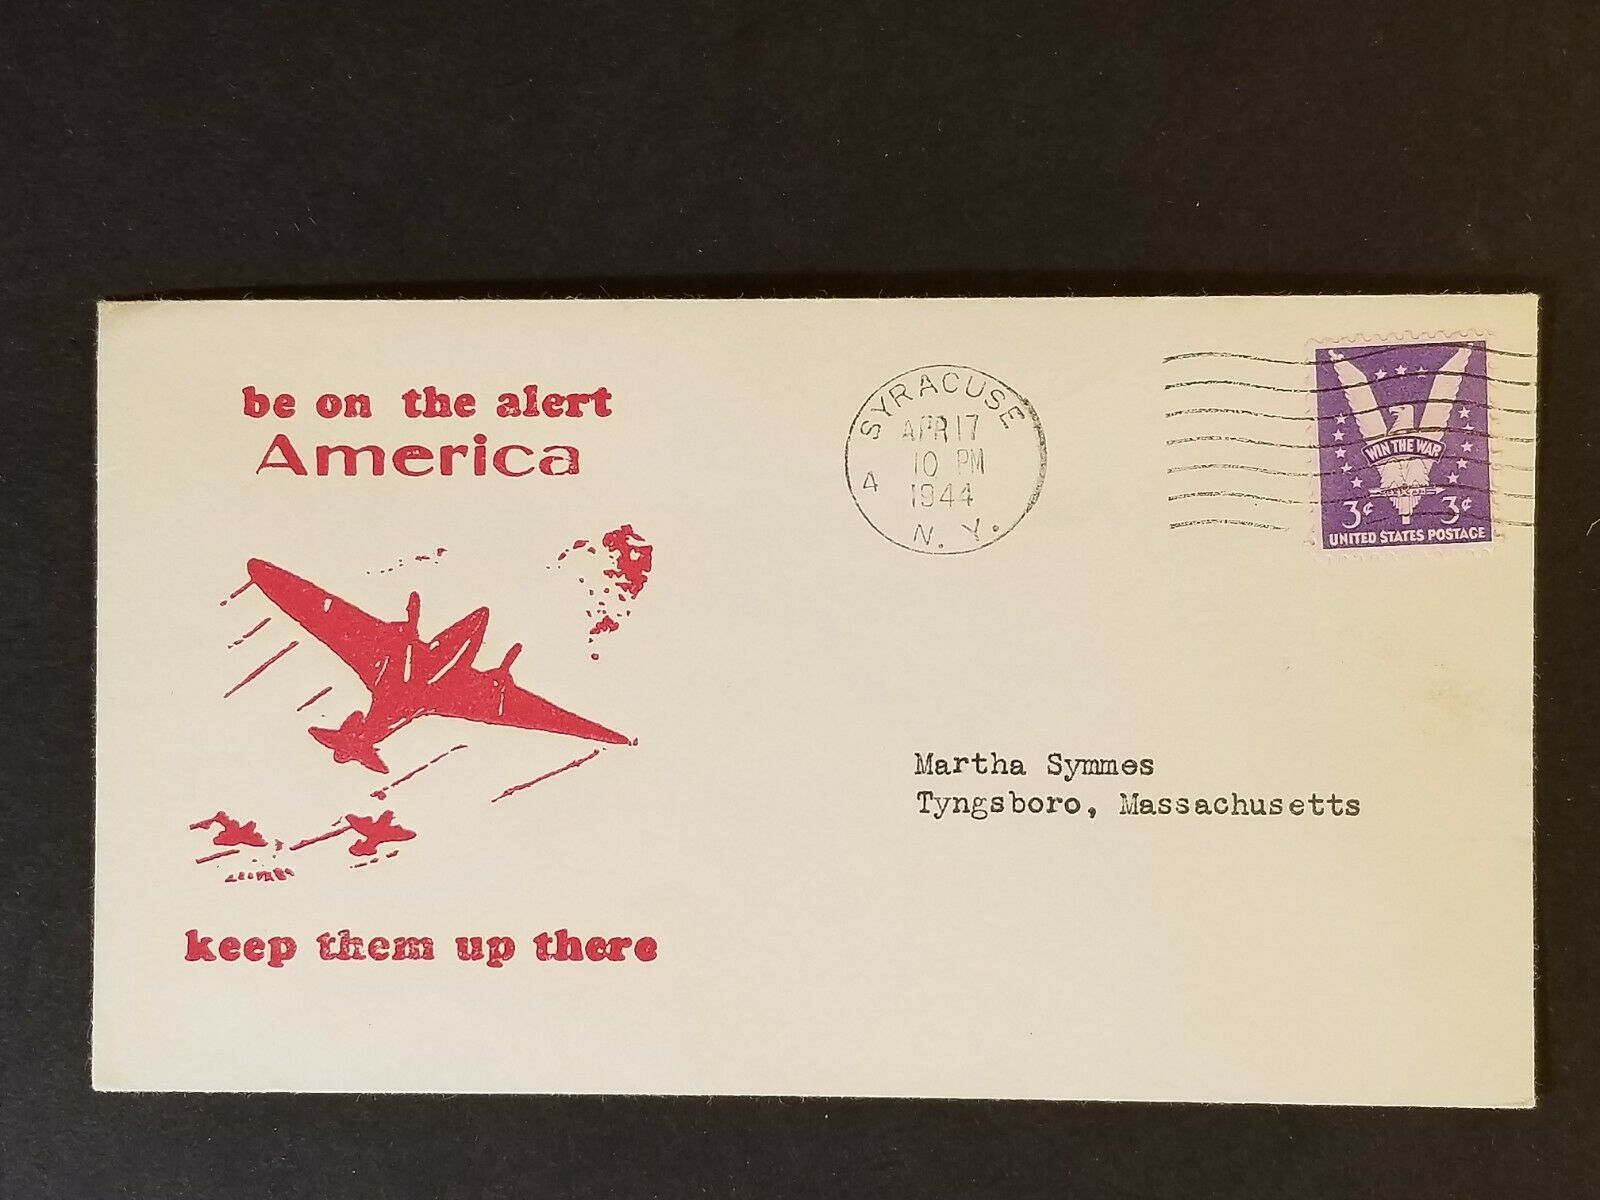 be on the alert
America
keep them up there
SYRACUSE
APR 17
10 PM
1944
4
N. Y.
WIN THE WAR
3¢ 3¢
UNITED STATES POSTAGE
Martha Symmes
Tyngsboro, Massachusetts